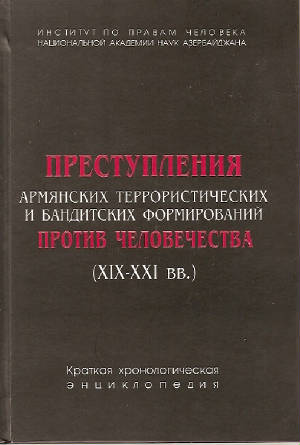 ИНСТИТУТ ПО ПРАВАМ ЧЕЛОВЕКА
НАЦИОНАЛЬНОЙ АКАДЕМИИ НАУК АЗЕРБАЙДЖАНА
ПРЕСТУПЛЕНИЯ
АРМЯНСКИХ ТЕРРОРИСТИЧЕСКИХ
И БАНДИТСКИХ ФОРМИРОВАНИЙ
ПРОТИВ ЧЕЛОВЕЧЕСТВА
(XIX-XXI вв.)
Краткая хронологическая
ЭНЦИКЛОПЕДИЯ